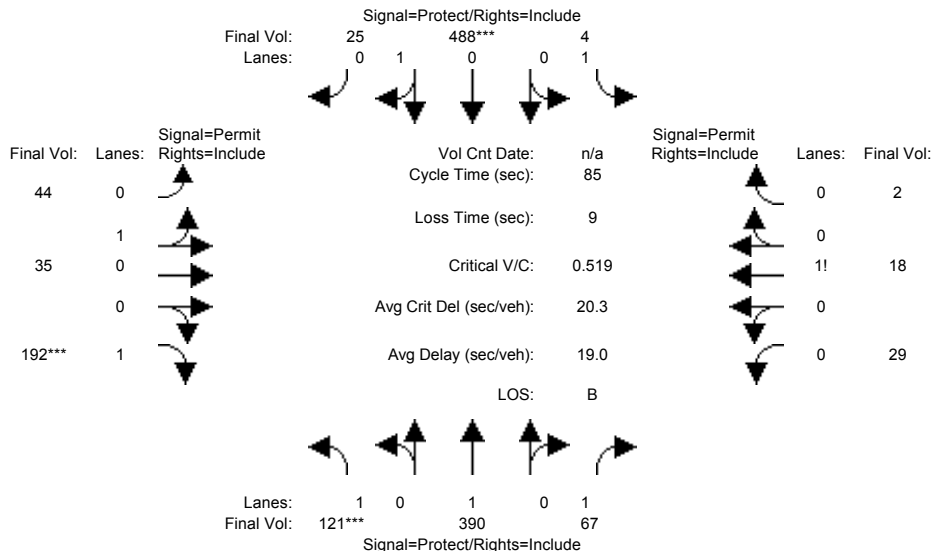 Signal=Protect/Rights=Include
Final Vol: 25 488*** 4
Lanes: 0 1 0 0 1
Signal=Permit Signal=Permit
Final Vol: Lanes: Rights=Include Vol Cnt Date: n/a Rights=Include Lanes: Final Vol:
Cycle Time (sec): 85
44 0 0 2
Loss Time (sec): 9
1 0
35 0 Critical V/C: 0.519 1! 18
0 Avg Crit Del (sec/veh): 20.3 0
192*** 1 Avg Delay (sec/veh): 19.0 0 29
LOS: B
Lanes: 1 0 1 0 1
Final Vol: 121*** 390 67
Signal=Protect/Rights=Include